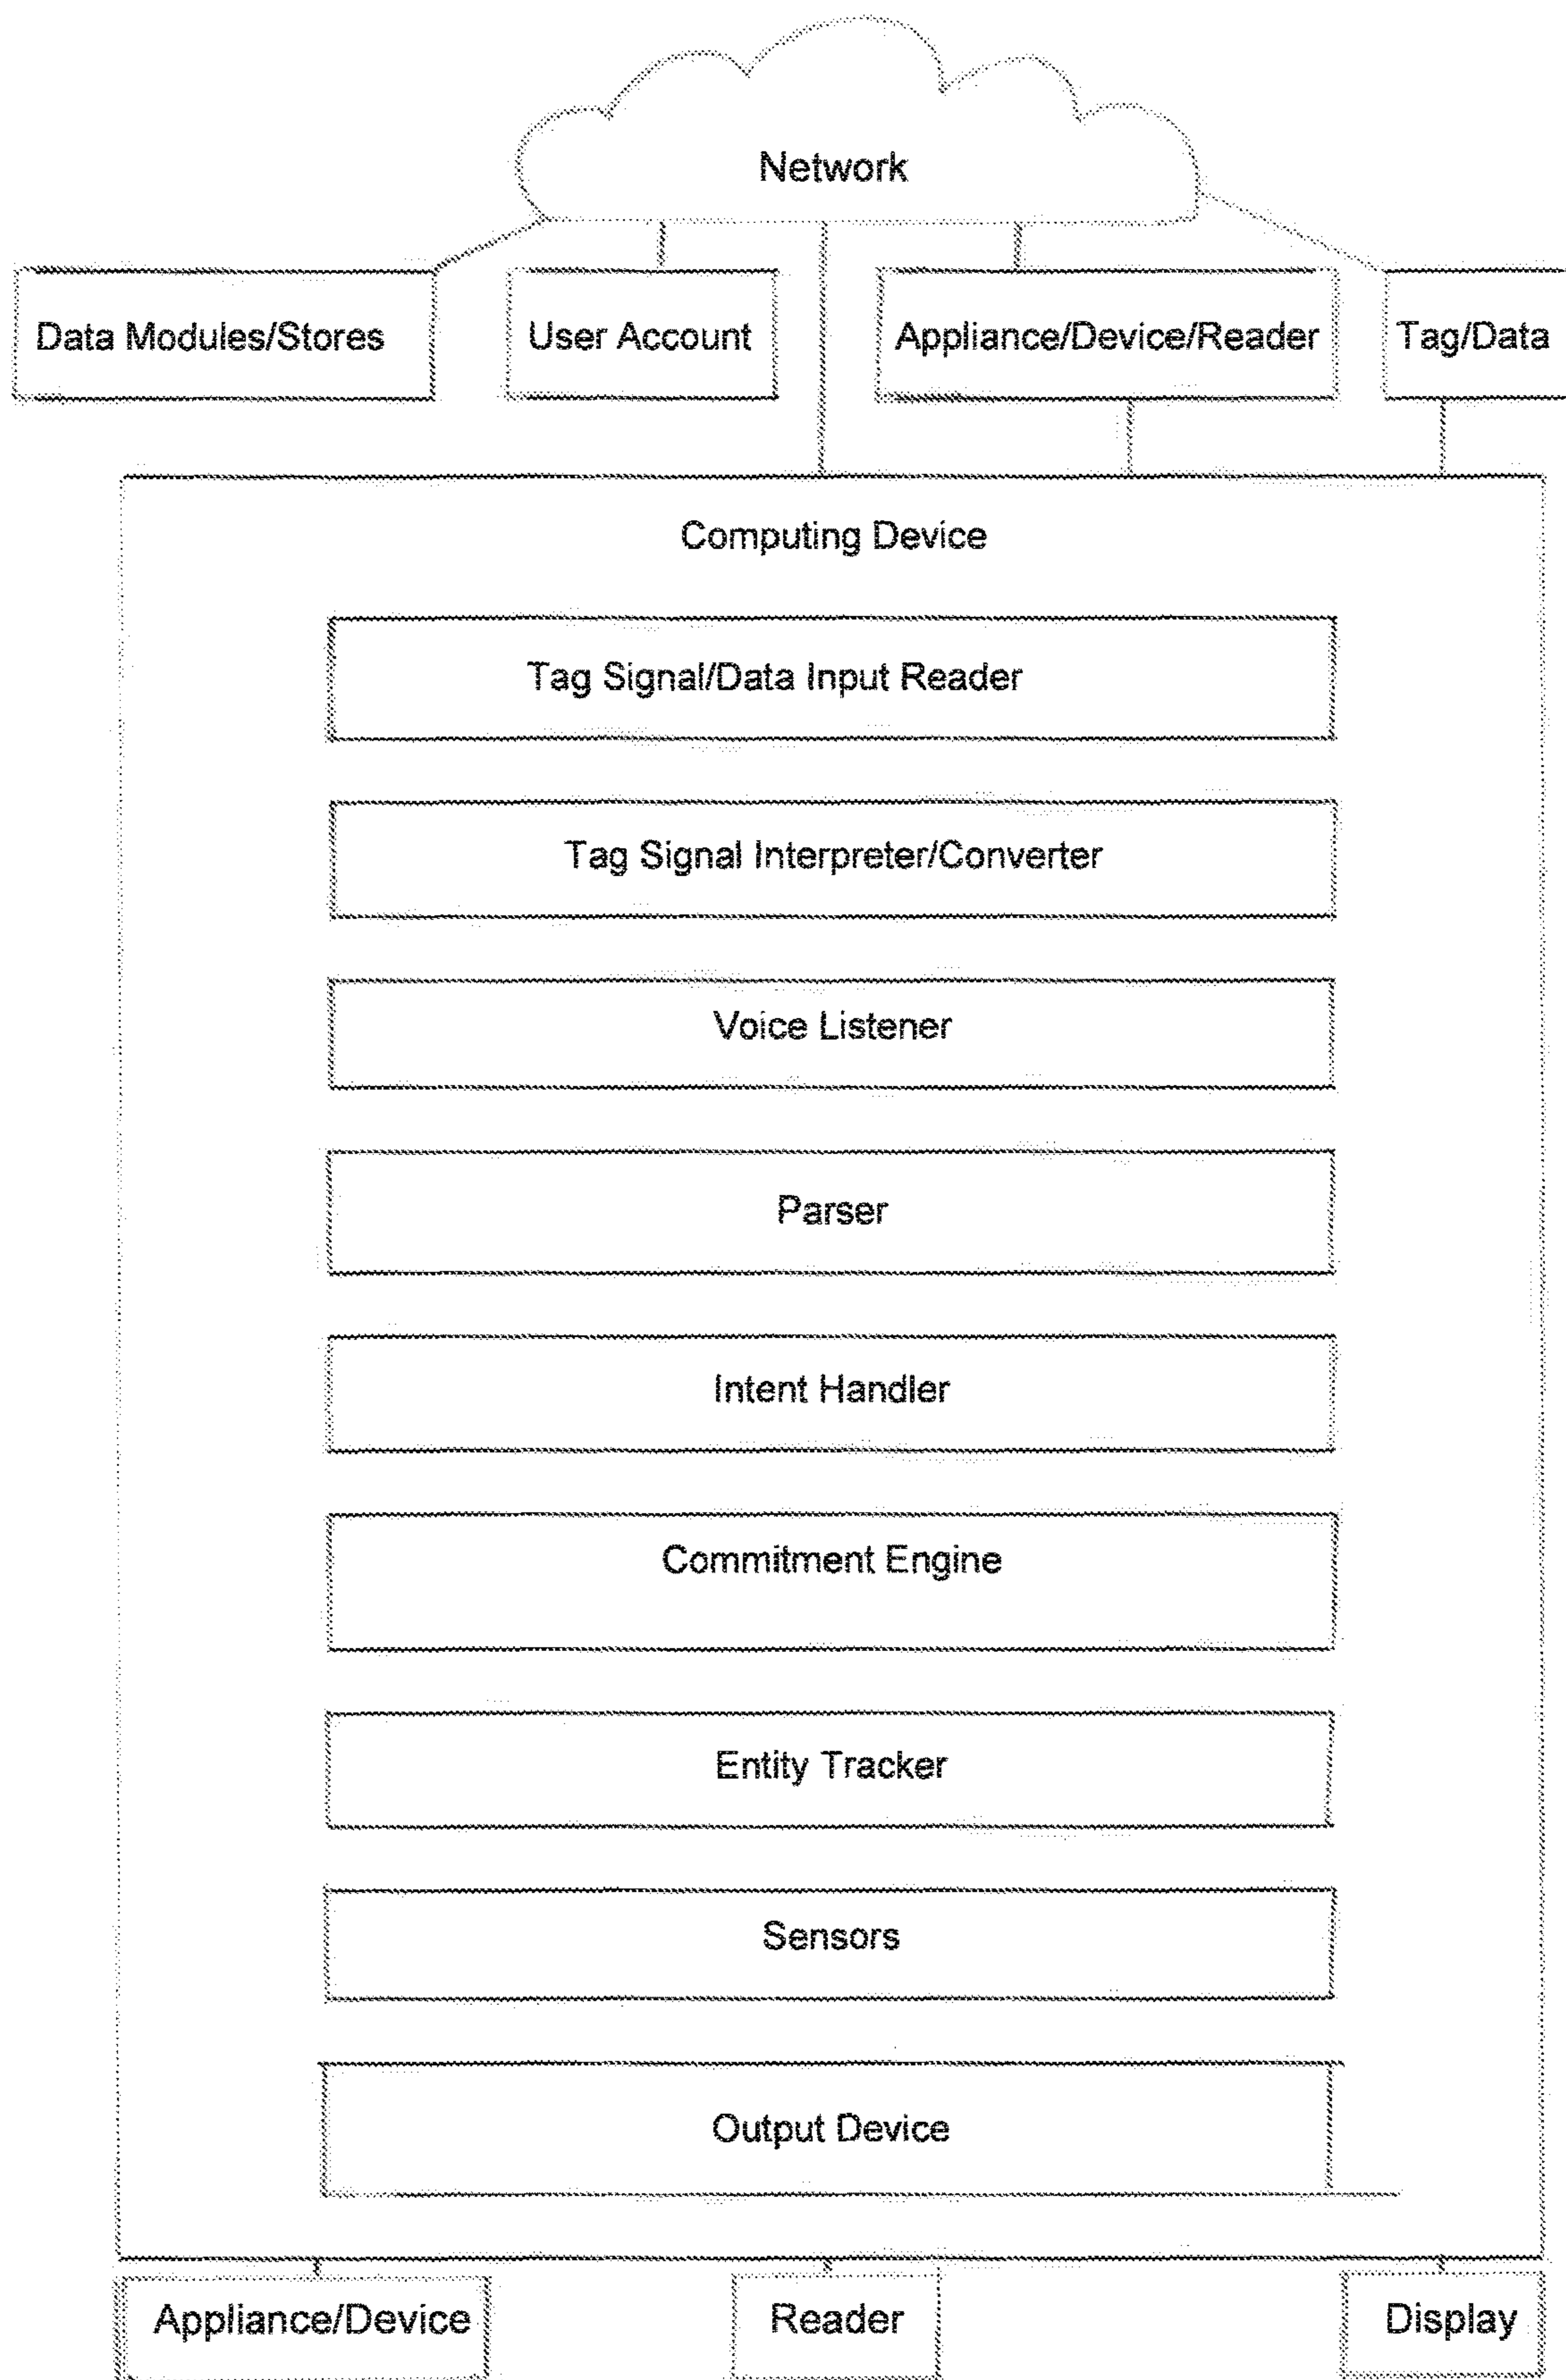 Network
Data Modules/Stores
User Account
Appliance/Device/Reader
Tag/Data
Computing Device
Tag Signal/Data Input Reader
Tag Signal Interpreter/Converter
Voice Listener
Parser
Intent Handler
Commitment Engine
Entity Tracker
Sensors
Output Device
Appliance/Device
Reader
Display